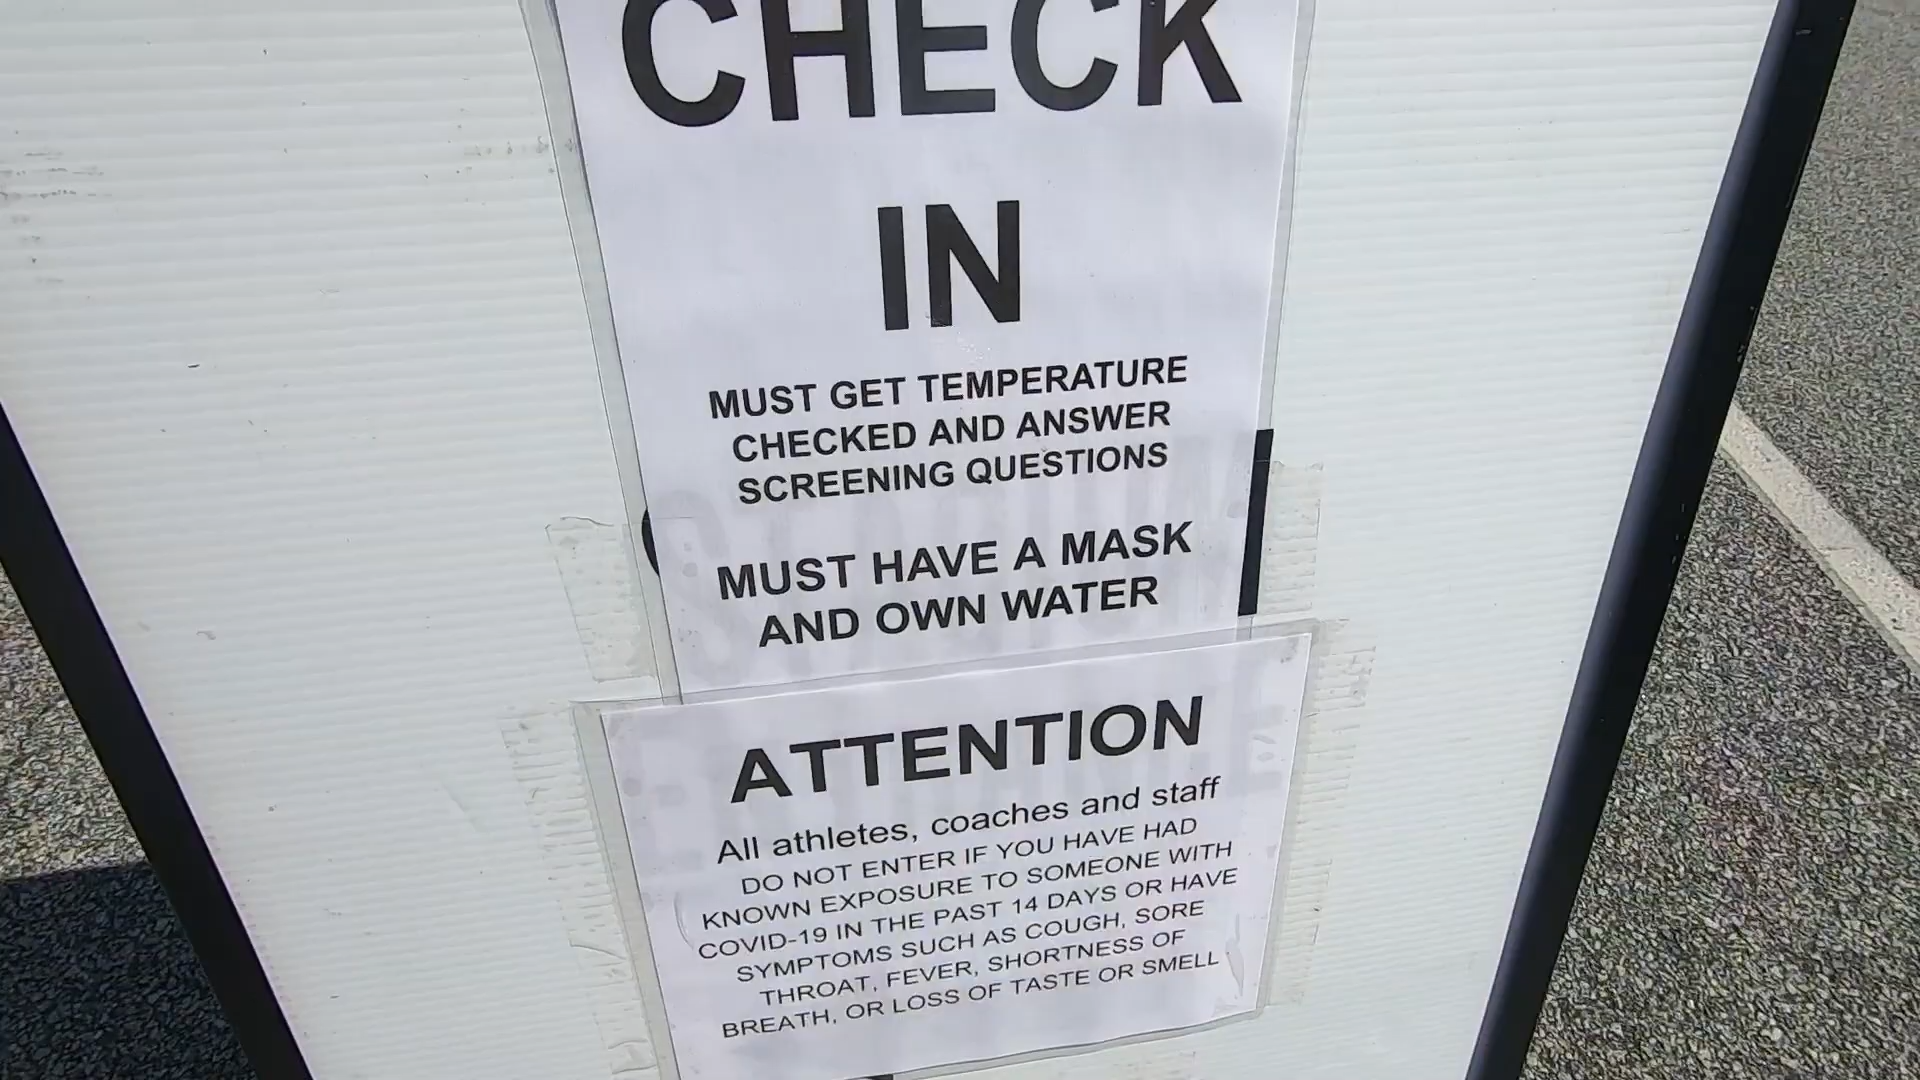 CHECK
IN
MUST GET TEMPERATURE
CHECKED AND ANSWER
SCREENING QUESTIONS
MUST HAVE A MASK
AND OWN WATER
ATTENTION
All athletes, coaches and staff
DO NOT ENTER IF YOU HAVE HAD
KNOWN EXPOSURE TO SOMEONE WITH
COVID-19 IN THE PAST 14 DAYS OR HAVE
SYMPTOMS SUCH AS COUGH, SORE
THROAT, FEVER, SHORTNESS OF
BREATH, OR LOSS OF TASTE OR SMELL